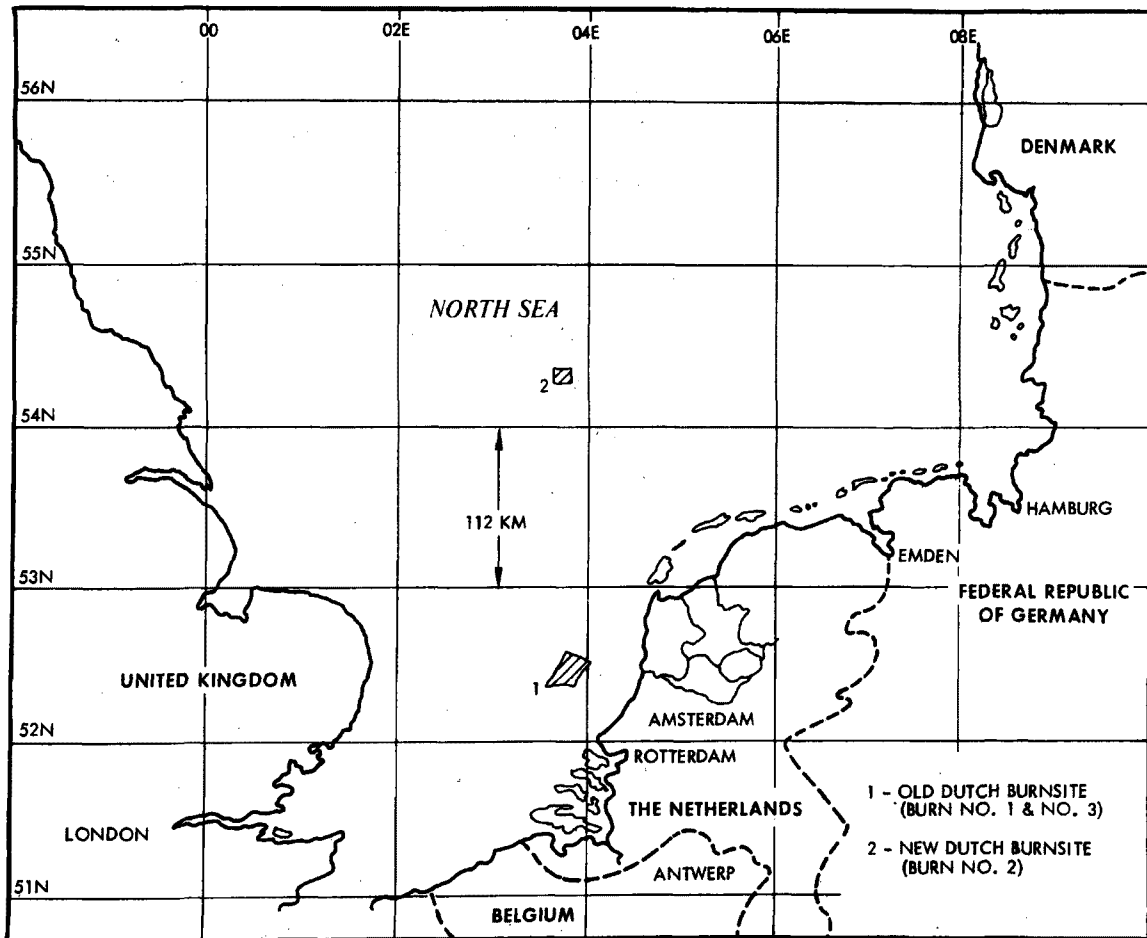 00 02E 04E 06E 08E
56N
DENMARK
55N
NORTH SEA
2
54N
112 KM
HAMBURG
EMDEN
53N
FEDERAL REPUBLIC
OF GERMANY
1
UNITED KINGDOM
AMSTERDAM
52N
ROTTERDAM
1 - OLD DUTCH BURNSITE
(BURN NO. 1 & NO. 3)
THE NETHERLANDS
LONDON
2 - NEW DUTCH BURNSITE
(BURN NO. 2)
ANTWERP
51N
BELGIUM